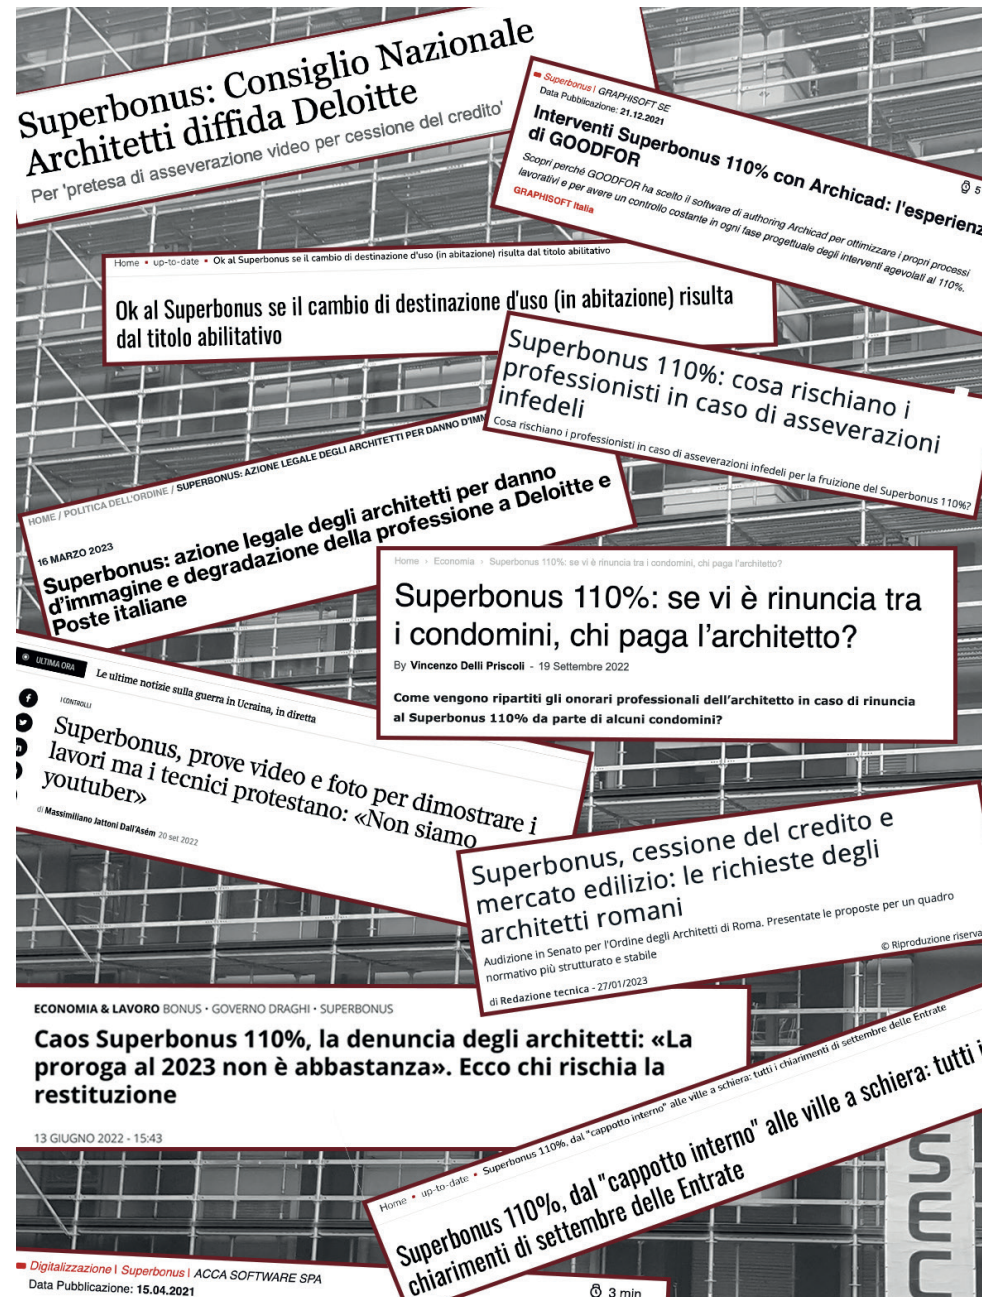 Superbonus: Consiglio Nazionale
Architetti diffida Deloitte
Per 'pretesa di asseverazione video per cessione del credito'
Superbonus | GRAPHISOFT SE
Data Pubblicazione: 21.12.2021
Interventi Superbonus 110% con Archicad: l'esperienz
di GOODFOR
5
Scopri perché GOODFOR ha scelto il software di authoring Archicad per ottimizzare i propri processi
lavorativi e per avere un controllo costante in ogni fase progettuale degli interventi agevolati al 110%.
GRAPHISOFT Italia
Home • up-to-date • Ok al Superbonus se il cambio di destinazione d'uso (in abitazione) risulta dal titolo abilitativo
Ok al Superbonus se il cambio di destinazione d'uso (in abitazione) risulta
dal titolo abilitativo
Superbonus 110%: cosa rischiano i
professionisti in caso di asseverazioni
infedeli
Cosa rischiano i professionisti in caso di asseverazioni infedeli per la fruizione del Superbonus 110%?
HOME / POLITICA DELL'ORDINE / SUPERBONUS: AZIONE LEGALE DEGLI ARCHITETTI PER DANNO D'IMM
16 MARZO 2023
Superbonus: azione legale degli architetti per danno
d'immagine e degradazione della professione a Deloitte e
Poste italiane
Home › Economia › Superbonus 110%: se vi è rinuncia tra i condomini, chi paga l'architetto?
Superbonus 110%: se vi è rinuncia tra
i condomini, chi paga l'architetto?
By Vincenzo Delli Priscoli - 19 Settembre 2022
Come vengono ripartiti gli onorari professionali dell'architetto in caso di rinuncia
al Superbonus 110% da parte di alcuni condomini?
ULTIMA ORA Le ultime notizie sulla guerra in Ucraina, in diretta
I CONTROLLI
Superbonus, prove video e foto per dimostrare i
lavori ma i tecnici protestano: «Non siamo
youtuber»
di Massimiliano Jattoni Dall'Asén 20 set 2022
Superbonus, cessione del credito e
mercato edilizio: le richieste degli
architetti romani
Audizione in Senato per l'Ordine degli Architetti di Roma. Presentate le proposte per un quadro
normativo più strutturato e stabile
© Riproduzione riserva
di Redazione tecnica - 27/01/2023
ECONOMIA & LAVORO BONUS • GOVERNO DRAGHI • SUPERBONUS
Caos Superbonus 110%, la denuncia degli architetti: «La
proroga al 2023 non è abbastanza». Ecco chi rischia la
restituzione
13 GIUGNO 2022 - 15:43
Home • up-to-date • Superbonus 110%, dal "cappotto interno" alle ville a schiera: tutti i chiarimenti di settembre delle Entrate
Superbonus 110%, dal "cappotto interno" alle ville a schiera: tutti i
chiarimenti di settembre delle Entrate
SEC
Digitalizzazione | Superbonus | ACCA SOFTWARE SPA
Data Pubblicazione: 15.04.2021
3 min